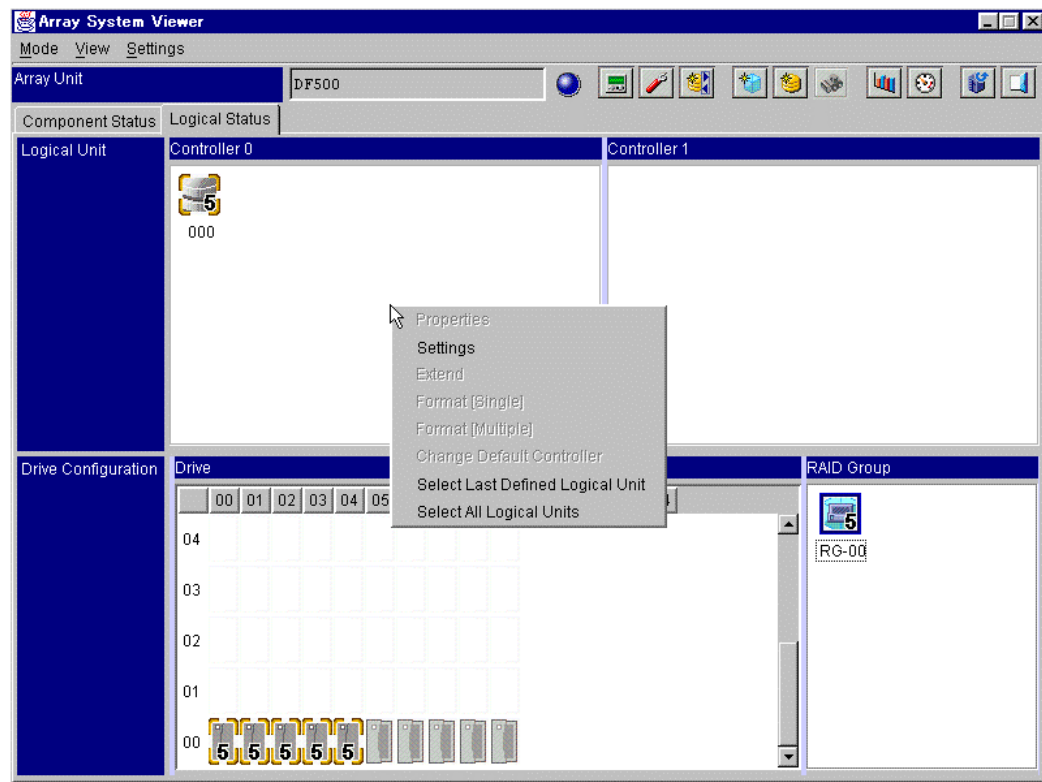 Array System Viewer
Mode View Settings
Array Unit
DF500
Component Status Logical Status
Logical Unit
Controller 0
Controller 1
5
000
Properties
Settings
Extend
Format [Single]
Format [Multiple]
Change Default Controller
Select Last Defined Logical Unit
Select All Logical Units
Drive Configuration
Drive
00 01 02 03 04 05
04
03
02
01
00 5 5 5 5 5
RAID Group
5
RG-00